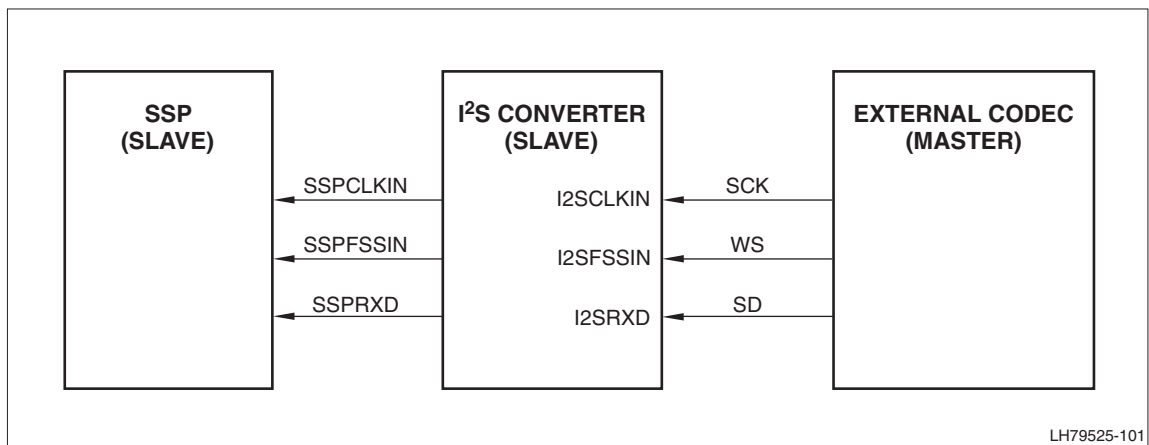 SSP
(SLAVE)
I²S CONVERTER
(SLAVE)
EXTERNAL CODEC
(MASTER)
SSPCLKIN
I2SCLKIN
SCK
SSPFSSIN
I2SFSSIN
WS
SSPRXD
I2SRXD
SD
LH79525-101